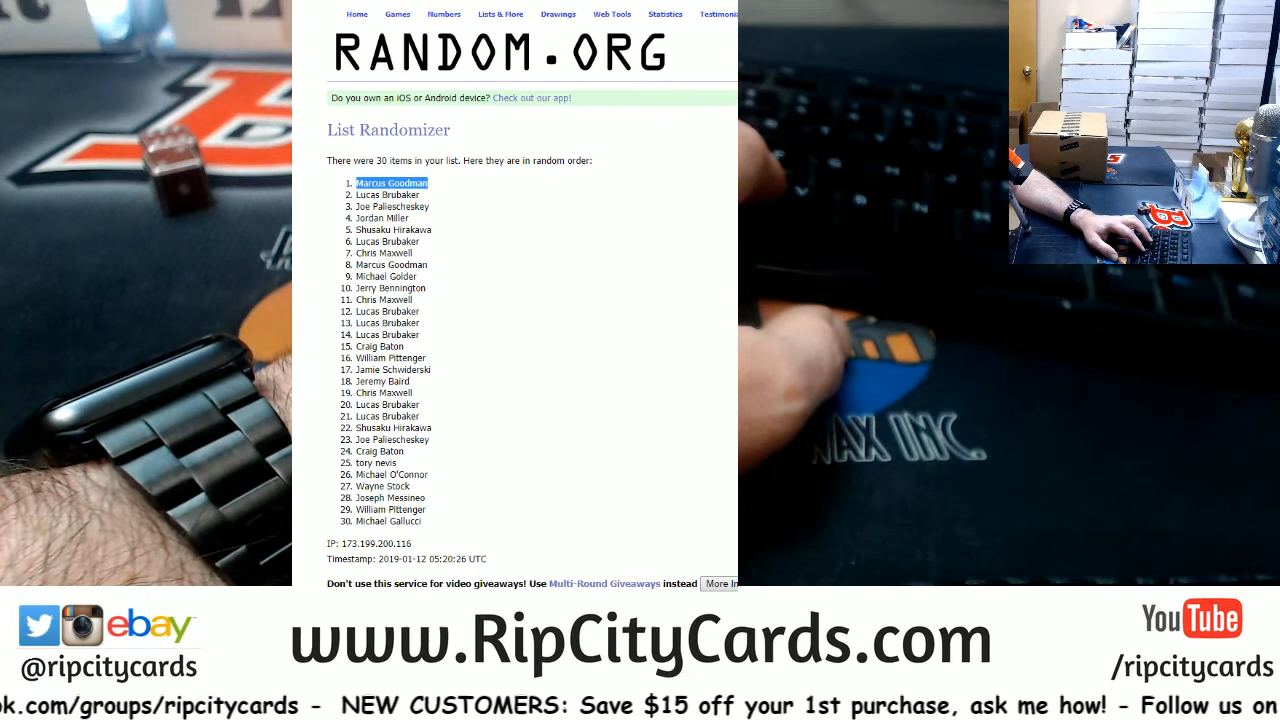 Home Games Numbers Lists & More Drawings Web Tools Statistics
RANDOM.ORG
Do you own an iOS or Android device? Check out our app!
List Randomizer
There were 30 items in your list. Here they are in random order:
1. Marcus Goodman
2. Lucas Brubaker
3. Joe Paliescheskey
4. Jordan Miller
5. Shusaku Hirakawa
6. Lucas Brubaker
7. Chris Maxwell
8. Marcus Goodman
9. Michael Golder
10. Jerry Bennington
11. Chris Maxwell
12. Lucas Brubaker
13. Lucas Brubaker
14. Lucas Brubaker
15. Craig Baton
16. William Pittenger
17. Jamie Schwiderski
18. Jeremy Baird
19. Chris Maxwell
20. Lucas Brubaker
21. Lucas Brubaker
22. Shusaku Hirakawa
23. Joe Paliescheskey
24. Craig Baton
25. tory nevis
26. Michael O'Connor
27. Wayne Stock
28. Joseph Messineo
29. William Pittenger
30. Michael Gallucci
IP: 173.199.200.116
Timestamp: 2019-01-12 05:20:26 UTC
Don't use this service for video giveaways! Use Multi-Round Giveaways instead More
WAX INC.
ebay
@ripcitycards
www.RipCityCards.com
YouTube
/ripcitycards
ok.com/groups/ripcitycards - NEW CUSTOMERS: Save $15 off your 1st purchase, ask me how! - Follow us on